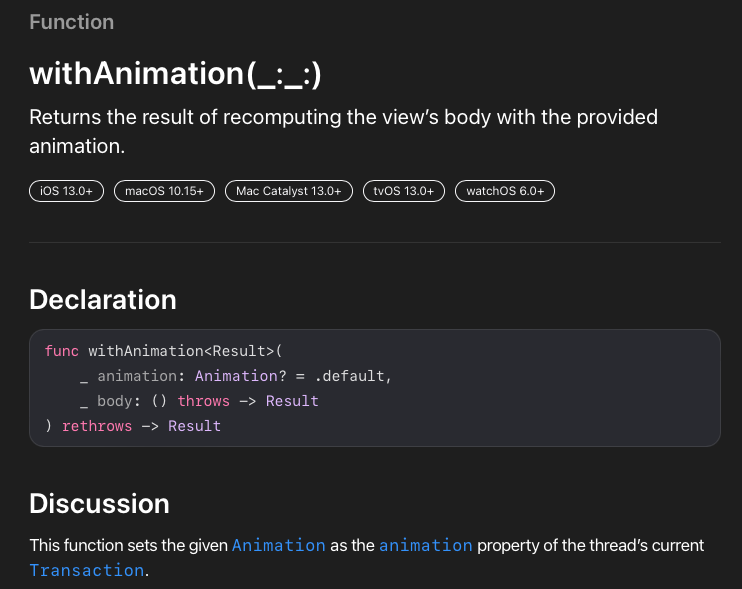 Function
withAnimation(_:_:)
Returns the result of recomputing the view’s body with the provided
animation.
iOS 13.0+ macOS 10.15+ Mac Catalyst 13.0+ tvOS 13.0+ watchOS 6.0+
Declaration
func withAnimation<Result>(
    _ animation: Animation? = .default,
    _ body: () throws -> Result
) rethrows -> Result
Discussion
This function sets the given Animation as the animation property of the thread’s current
Transaction.